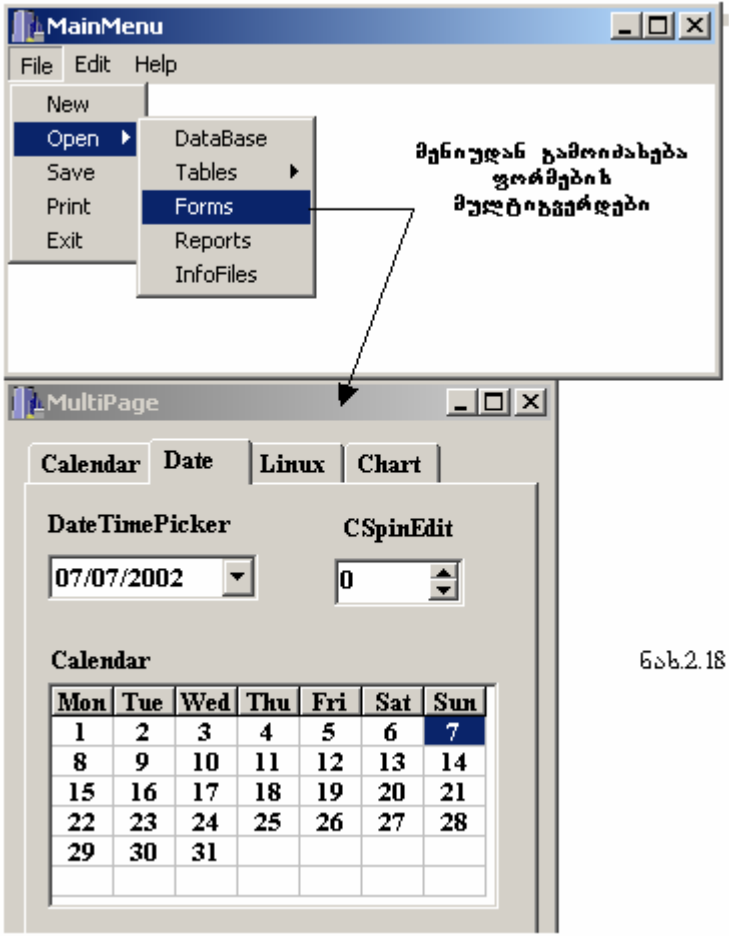 MainMenu
File Edit Help
New
Open
Save
Print
Exit
DataBase
Tables
Forms
Reports
InfoFiles
მენიუდან გამოიძახება
ფორმების
მულტიგვერდები
MultiPage
Calendar Date Linux Chart
DateTimePicker CSpinEdit
07/07/2002 0
Calendar
Mon Tue Wed Thu Fri Sat Sun
1 2 3 4 5 6 7
8 9 10 11 12 13 14
15 16 17 18 19 20 21
22 23 24 25 26 27 28
29 30 31
ნახ.2.18